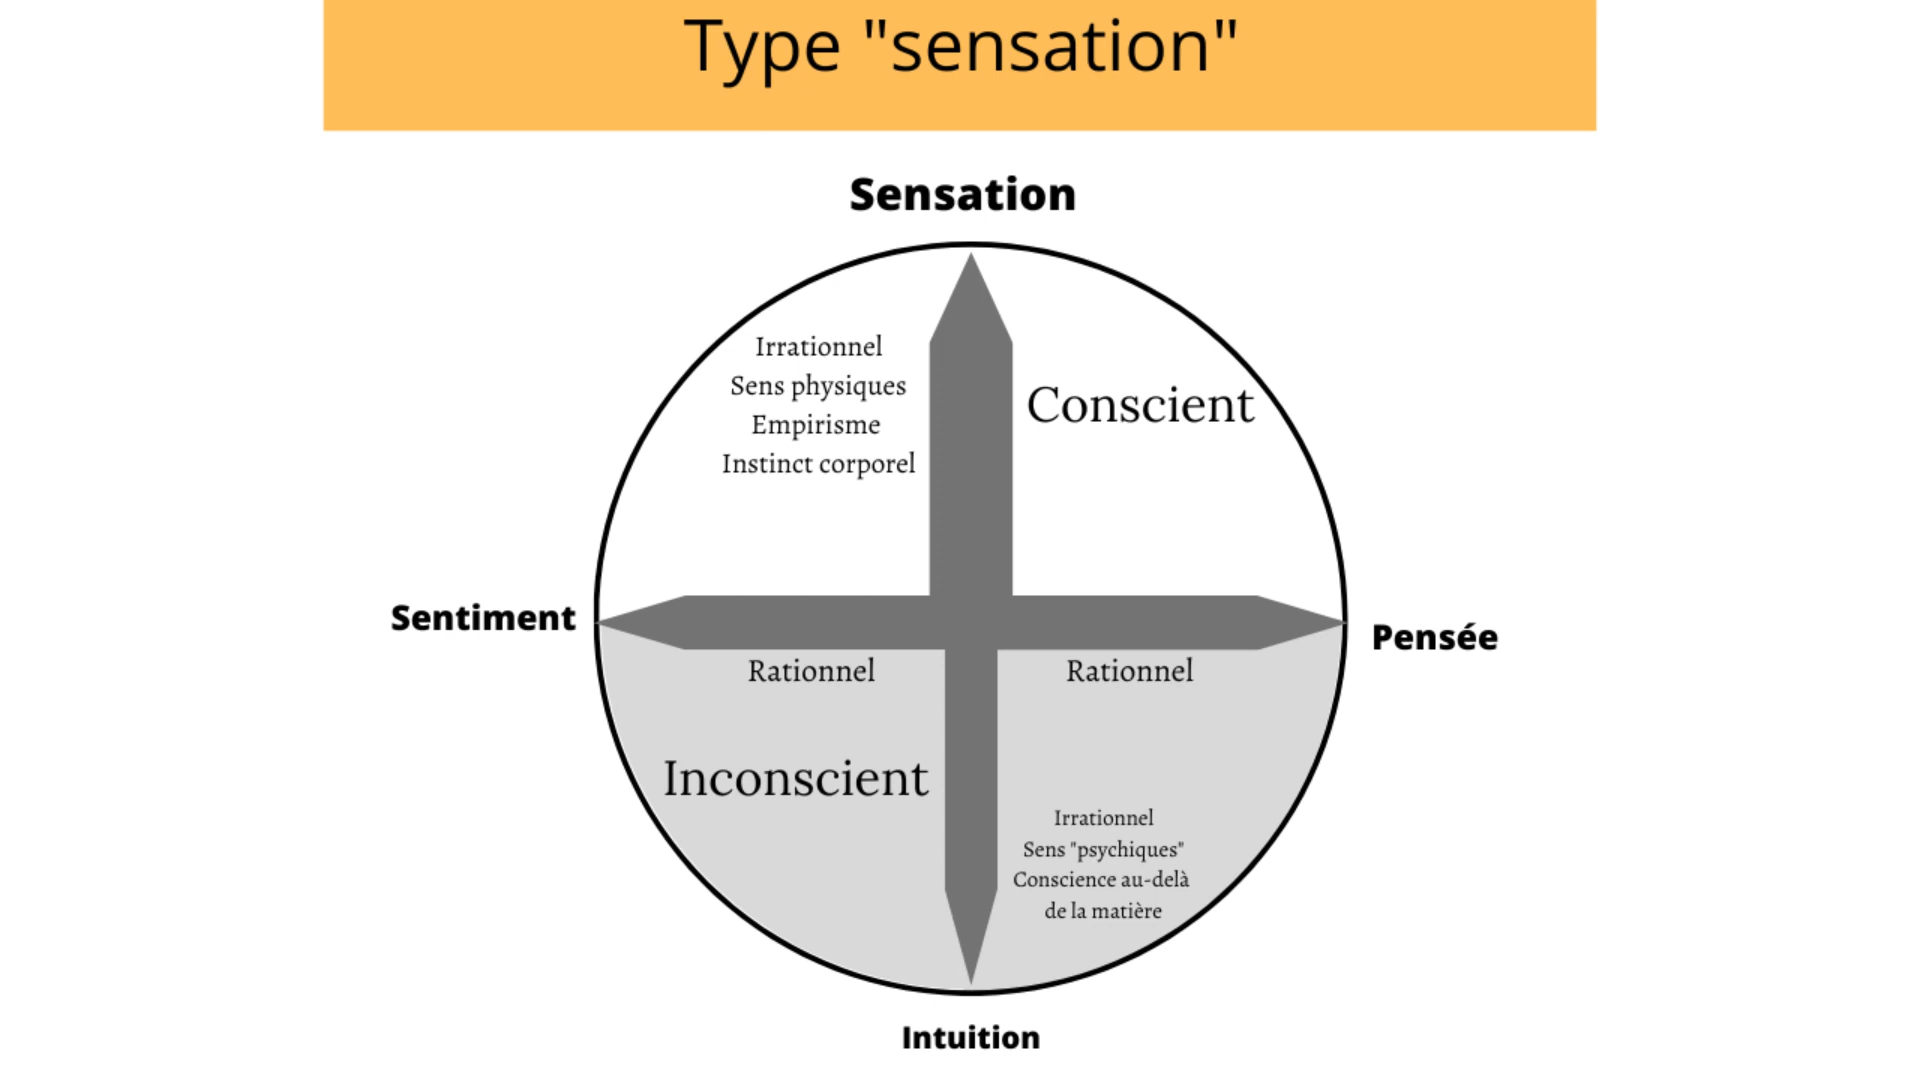 Type "sensation"
Sensation
Irrationnel
Sens physiques
Empirisme
Instinct corporel
Conscient
Sentiment
Pensée
Rationnel
Rationnel
Inconscient
Irrationnel
Sens "psychiques"
Conscience au-delà
de la matière
Intuition